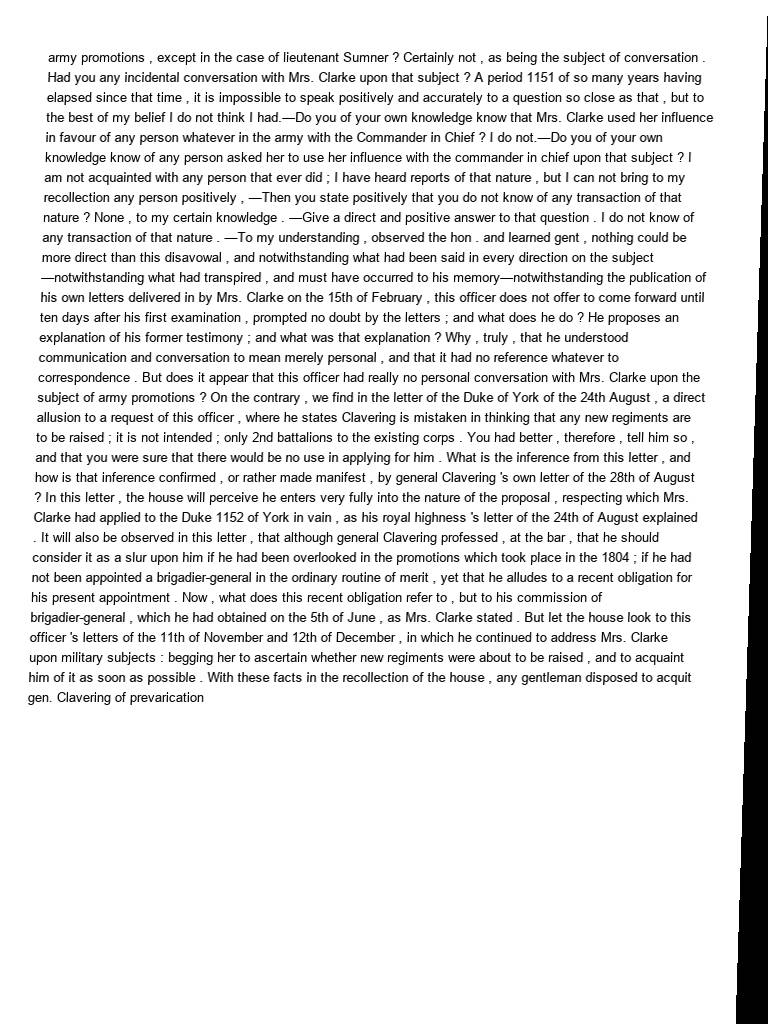 army promotions , except in the case of lieutenant Sumner ? Certainly not , as being the subject of conversation .
Had you any incidental conversation with Mrs. Clarke upon that subject ? A period 1151 of so many years having
elapsed since that time , it is impossible to speak positively and accurately to a question so close as that , but to
the best of my belief I do not think I had.—Do you of your own knowledge know that Mrs. Clarke used her influence
in favour of any person whatever in the army with the Commander in Chief ? I do not.—Do you of your own
knowledge know of any person asked her to use her influence with the commander in chief upon that subject ? I
am not acquainted with any person that ever did ; I have heard reports of that nature , but I can not bring to my
recollection any person positively , —Then you state positively that you do not know of any transaction of that
nature ? None , to my certain knowledge . —Give a direct and positive answer to that question . I do not know of
any transaction of that nature . —To my understanding , observed the hon . and learned gent , nothing could be
more direct than this disavowal , and notwithstanding what had been said in every direction on the subject
—notwithstanding what had transpired , and must have occurred to his memory—notwithstanding the publication of
his own letters delivered in by Mrs. Clarke on the 15th of February , this officer does not offer to come forward until
ten days after his first examination , prompted no doubt by the letters ; and what does he do ? He proposes an
explanation of his former testimony ; and what was that explanation ? Why , truly , that he understood
communication and conversation to mean merely personal , and that it had no reference whatever to
correspondence . But does it appear that this officer had really no personal conversation with Mrs. Clarke upon the
subject of army promotions ? On the contrary , we find in the letter of the Duke of York of the 24th August , a direct
allusion to a request of this officer , where he states Clavering is mistaken in thinking that any new regiments are
to be raised ; it is not intended ; only 2nd battalions to the existing corps . You had better , therefore , tell him so ,
and that you were sure that there would be no use in applying for him . What is the inference from this letter , and
how is that inference confirmed , or rather made manifest , by general Clavering 's own letter of the 28th of August
? In this letter , the house will perceive he enters very fully into the nature of the proposal , respecting which Mrs.
Clarke had applied to the Duke 1152 of York in vain , as his royal highness 's letter of the 24th of August explained
. It will also be observed in this letter , that although general Clavering professed , at the bar , that he should
consider it as a slur upon him if he had been overlooked in the promotions which took place in the 1804 ; if he had
not been appointed a brigadier-general in the ordinary routine of merit , yet that he alludes to a recent obligation for
his present appointment . Now , what does this recent obligation refer to , but to his commission of
brigadier-general , which he had obtained on the 5th of June , as Mrs. Clarke stated . But let the house look to this
officer 's letters of the 11th of November and 12th of December , in which he continued to address Mrs. Clarke
upon military subjects : begging her to ascertain whether new regiments were about to be raised , and to acquaint
him of it as soon as possible . With these facts in the recollection of the house , any gentleman disposed to acquit
gen. Clavering of prevarication